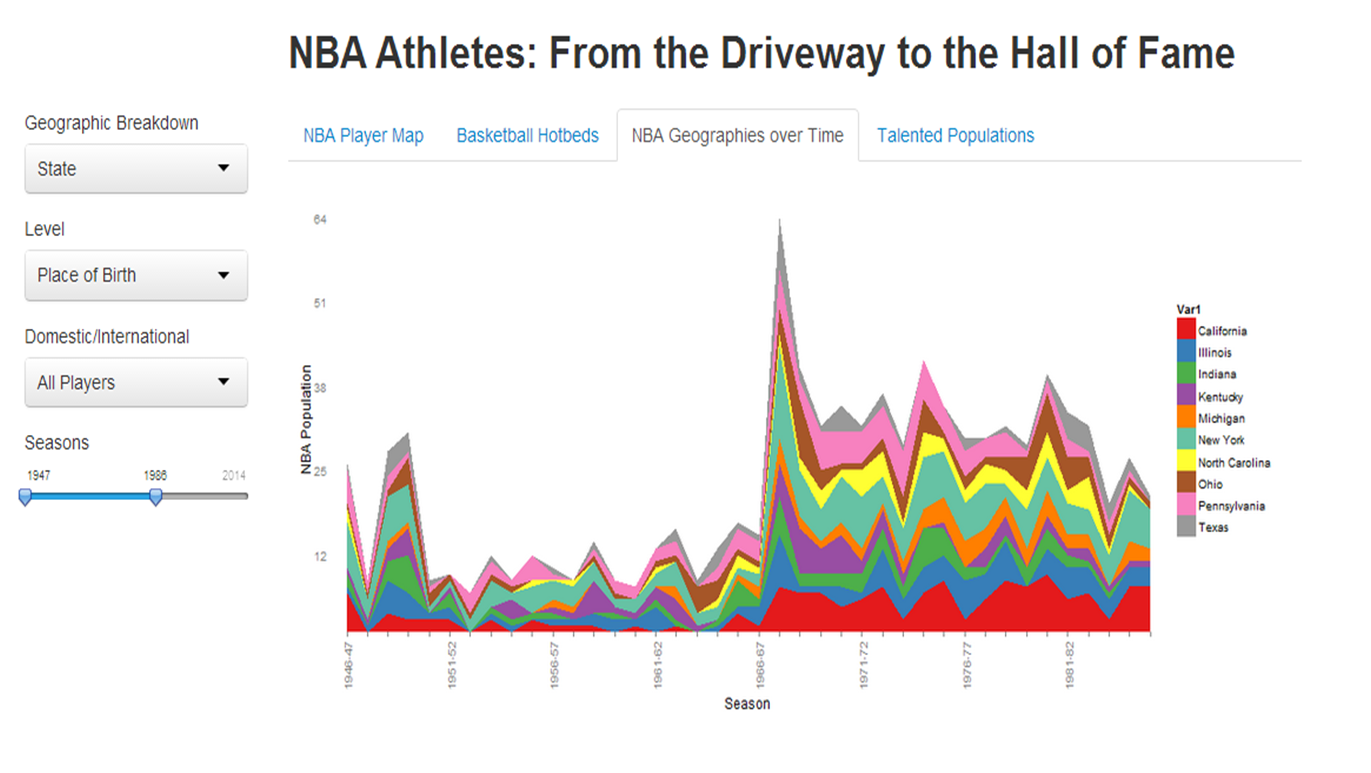 NBA Athletes: From the Driveway to the Hall of Fame
Geographic Breakdown
State
Level
Place of Birth
Domestic/International
All Players
Seasons
1947 1986 2014
NBA Player Map Basketball Hotbeds NBA Geographies over Time Talented Populations
64
51
38
25
12
NBA Population
1946-47 1951-52 1956-57 1961-62 1966-67 1971-72 1976-77 1981-82
Season
Var1
California
Illinois
Indiana
Kentucky
Michigan
New York
North Carolina
Ohio
Pennsylvania
Texas